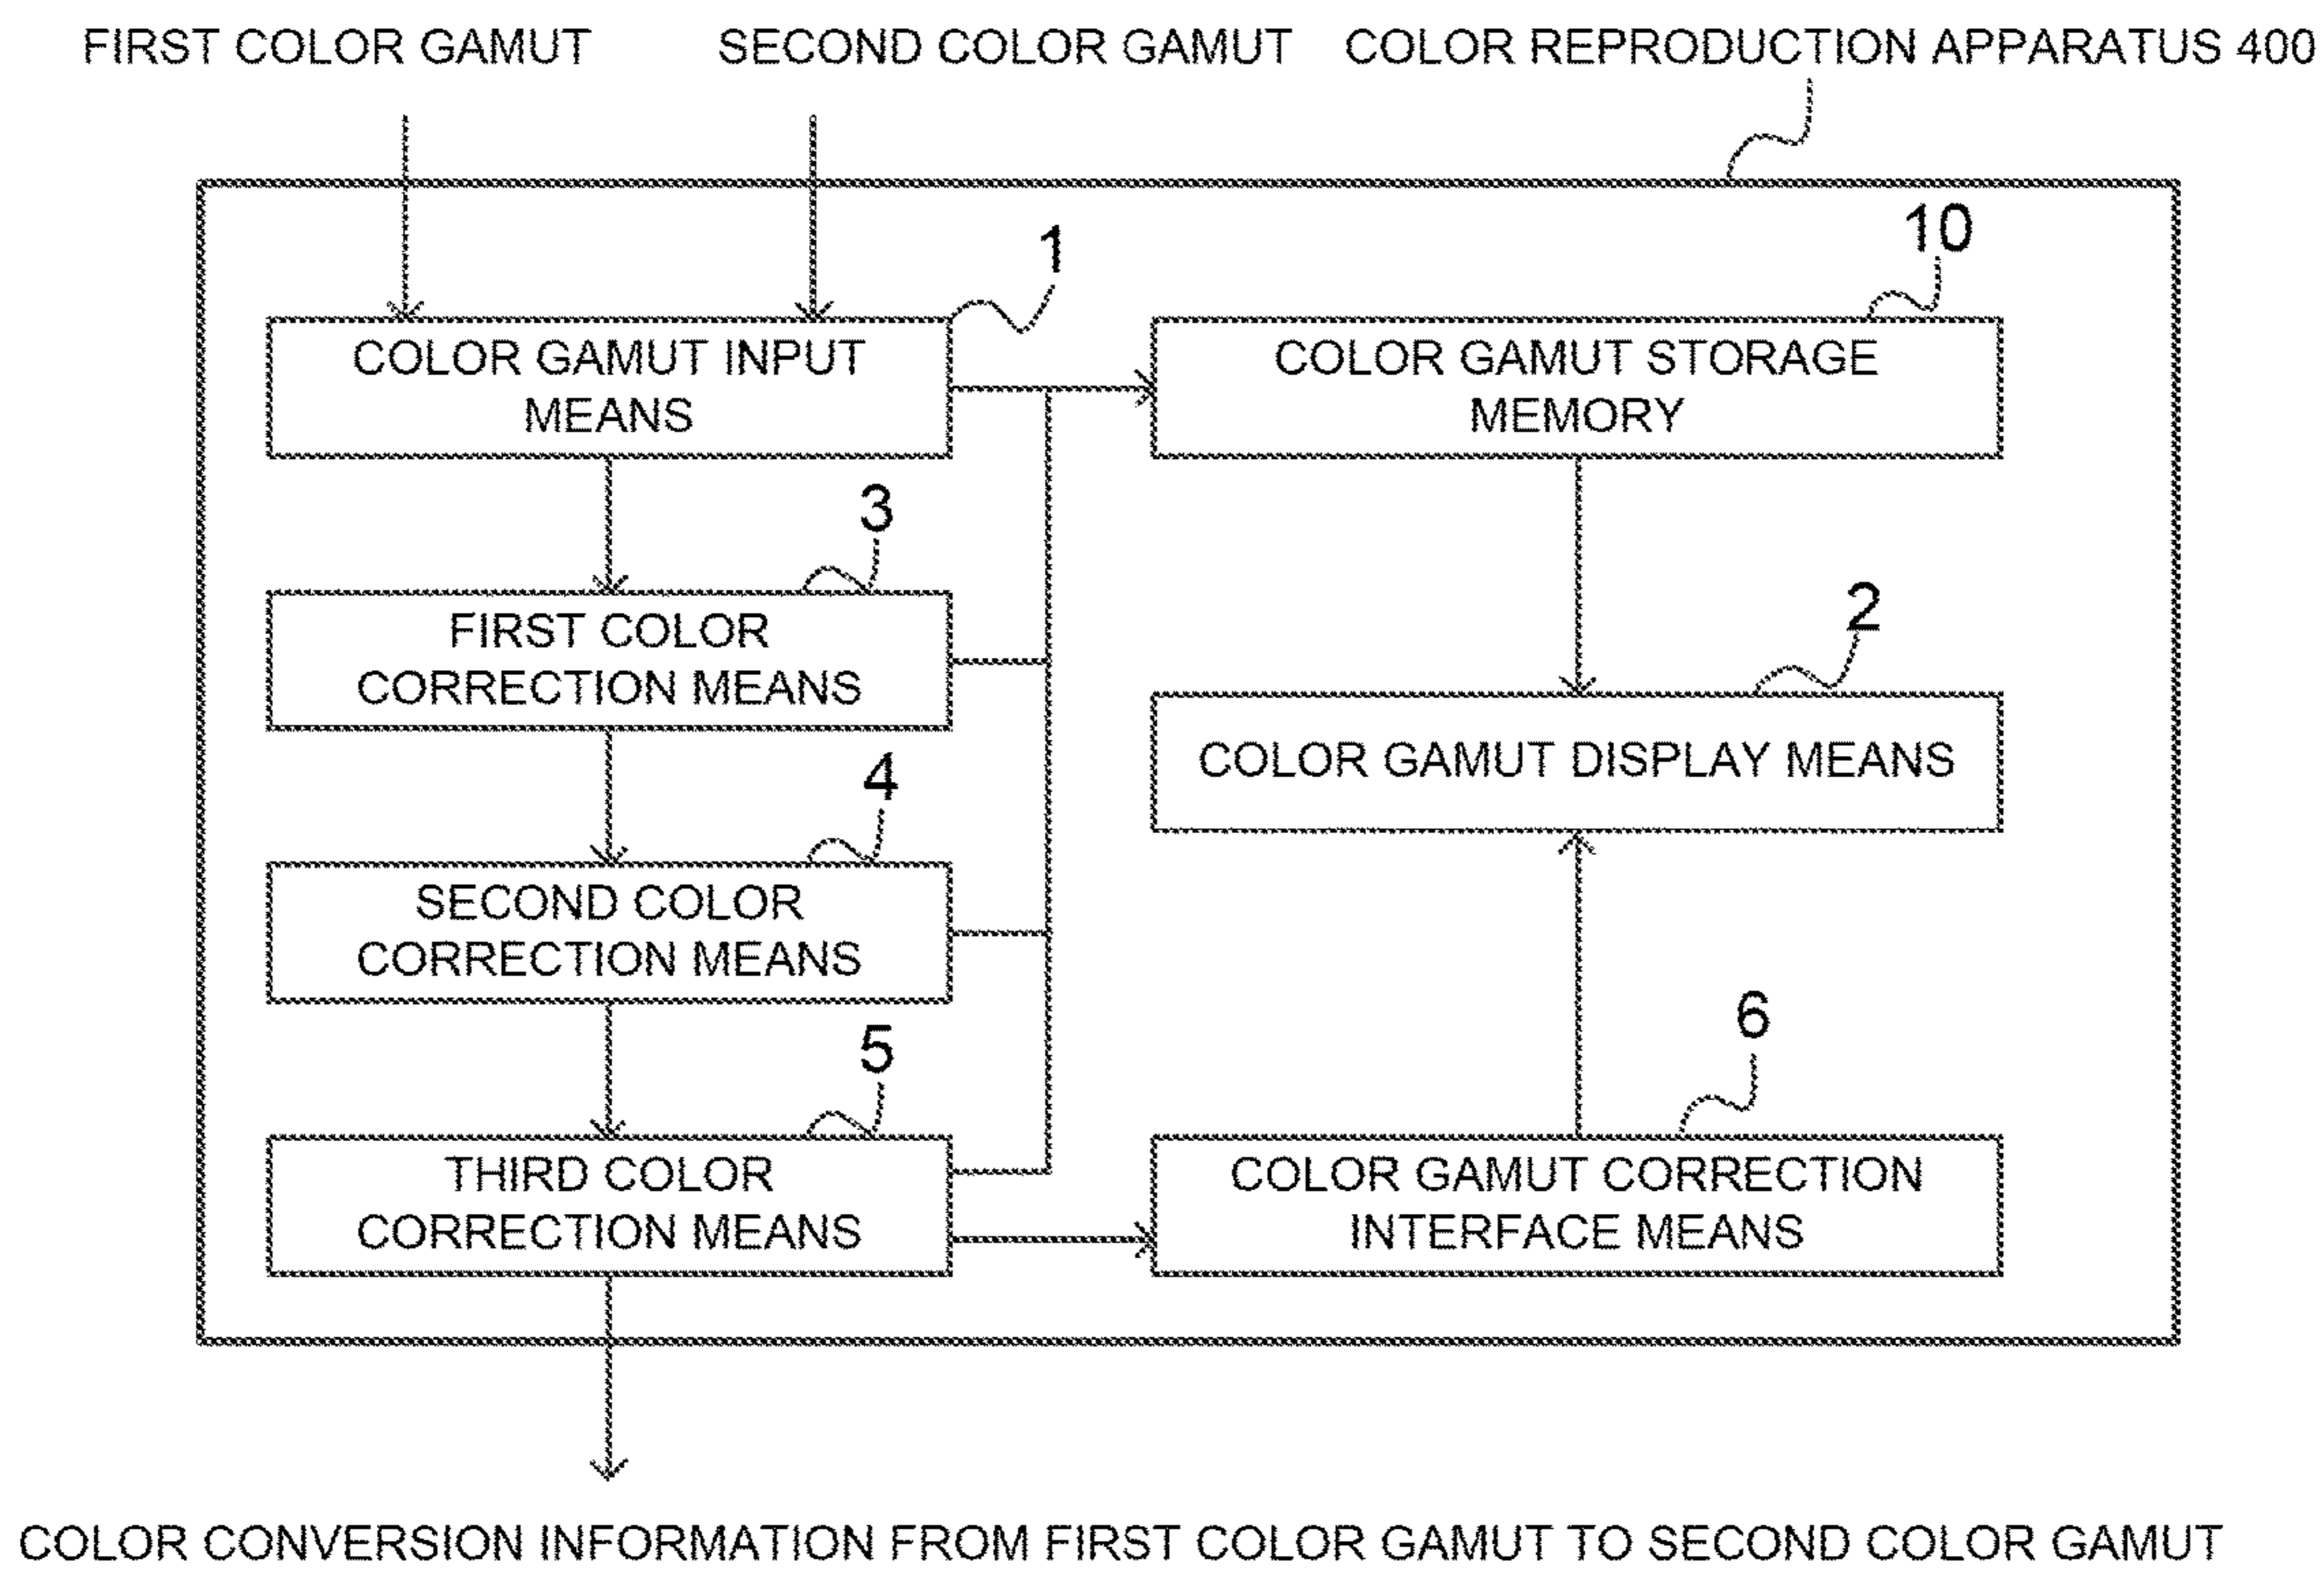 FIRST COLOR GAMUT
SECOND COLOR GAMUT
COLOR REPRODUCTION APPARATUS 400
1
10
COLOR GAMUT INPUT
MEANS
COLOR GAMUT STORAGE
MEMORY
3
FIRST COLOR
CORRECTION MEANS
2
COLOR GAMUT DISPLAY MEANS
4
SECOND COLOR
CORRECTION MEANS
5
THIRD COLOR
CORRECTION MEANS
6
COLOR GAMUT CORRECTION
INTERFACE MEANS
COLOR CONVERSION INFORMATION FROM FIRST COLOR GAMUT TO SECOND COLOR GAMUT